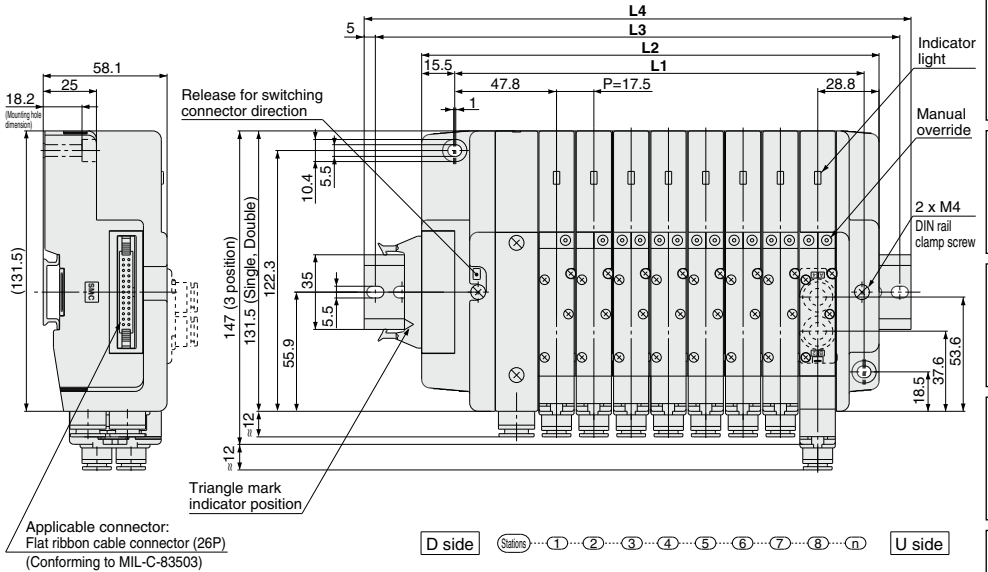 L4
5
L3
L2
Indicator
light
58.1
15.5
L1
25
47.8
P=17.5
28.8
18.2
(Mounting hole
dimension)
Release for switching
connector direction
1
Manual
override
10.4
5.5
2 x M4
DIN rail
clamp screw
(131.5)
SMC
147 (3 position)
131.5 (Single, Double)
122.3
35
5.5
55.9
53.6
37.6
18.5
≈12
≈12
Triangle mark
indicator position
Applicable connector:
Flat ribbon cable connector (26P)
(Conforming to MIL-C-83503)
D side
Stations 1 2 3 4 5 6 7 8 n
U side